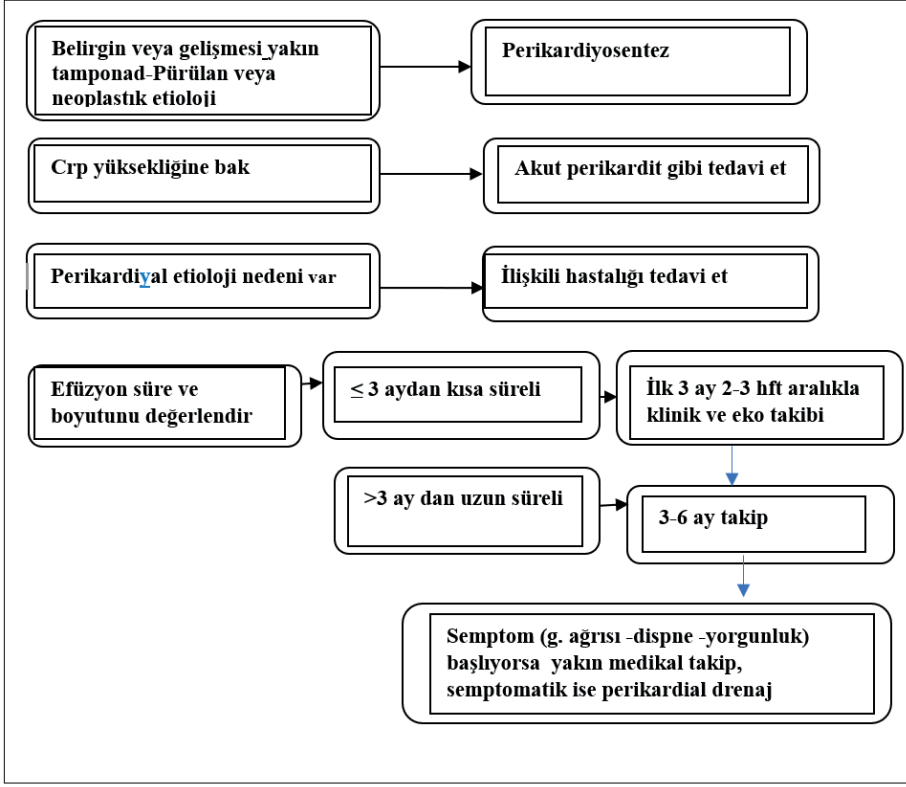 Belirgin veya gelişmesi yakın
tamponad-Pürülan veya
neoplastik etioloji
Perikardiyosentez
Crp yüksekliğine bak
Akut perikardit gibi tedavi et
Perikardiyal etioloji nedeni var
İlişkili hastalığı tedavi et
Efüzyon süre ve
boyutunu değerlendir
≤ 3 aydan kısa süreli
İlk 3 ay 2-3 hft aralıkla
klinik ve eko takibi
>3 ay dan uzun süreli
3-6 ay takip
Semptom (g. ağrısı -dispne -yorgunluk)
başlıyorsa yakın medikal takip,
semptomatik ise perikardial drenaj